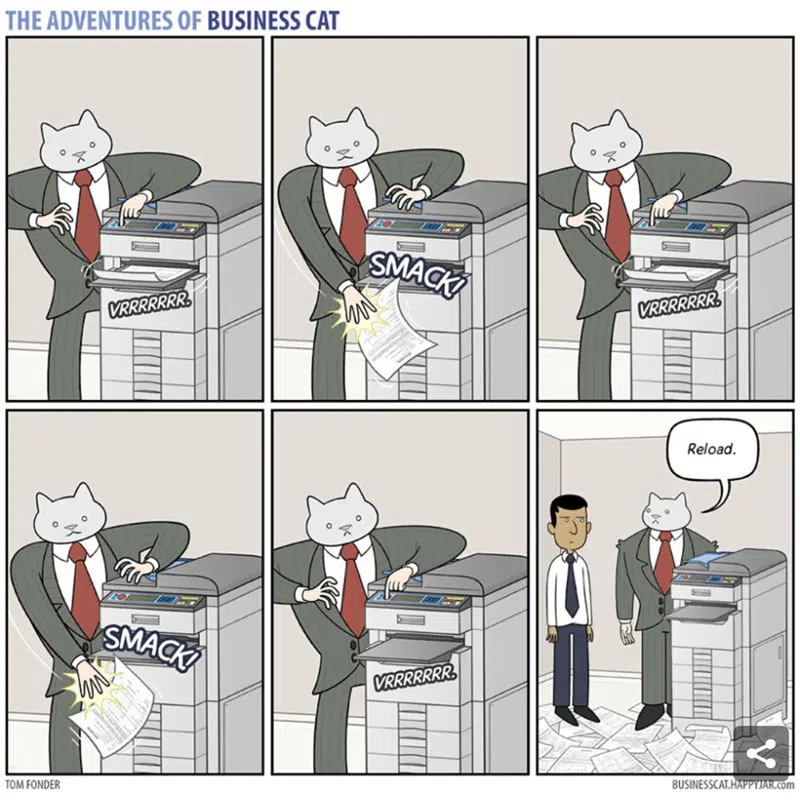 THE ADVENTURES OF BUSINESS CAT
VRRRRRRR.
SMACK!
VRRRRRRR.
SMACK!
VRRRRRRR.
Reload.
TOM FONDER
BUSINESSCAT.HAPPYJAR.com